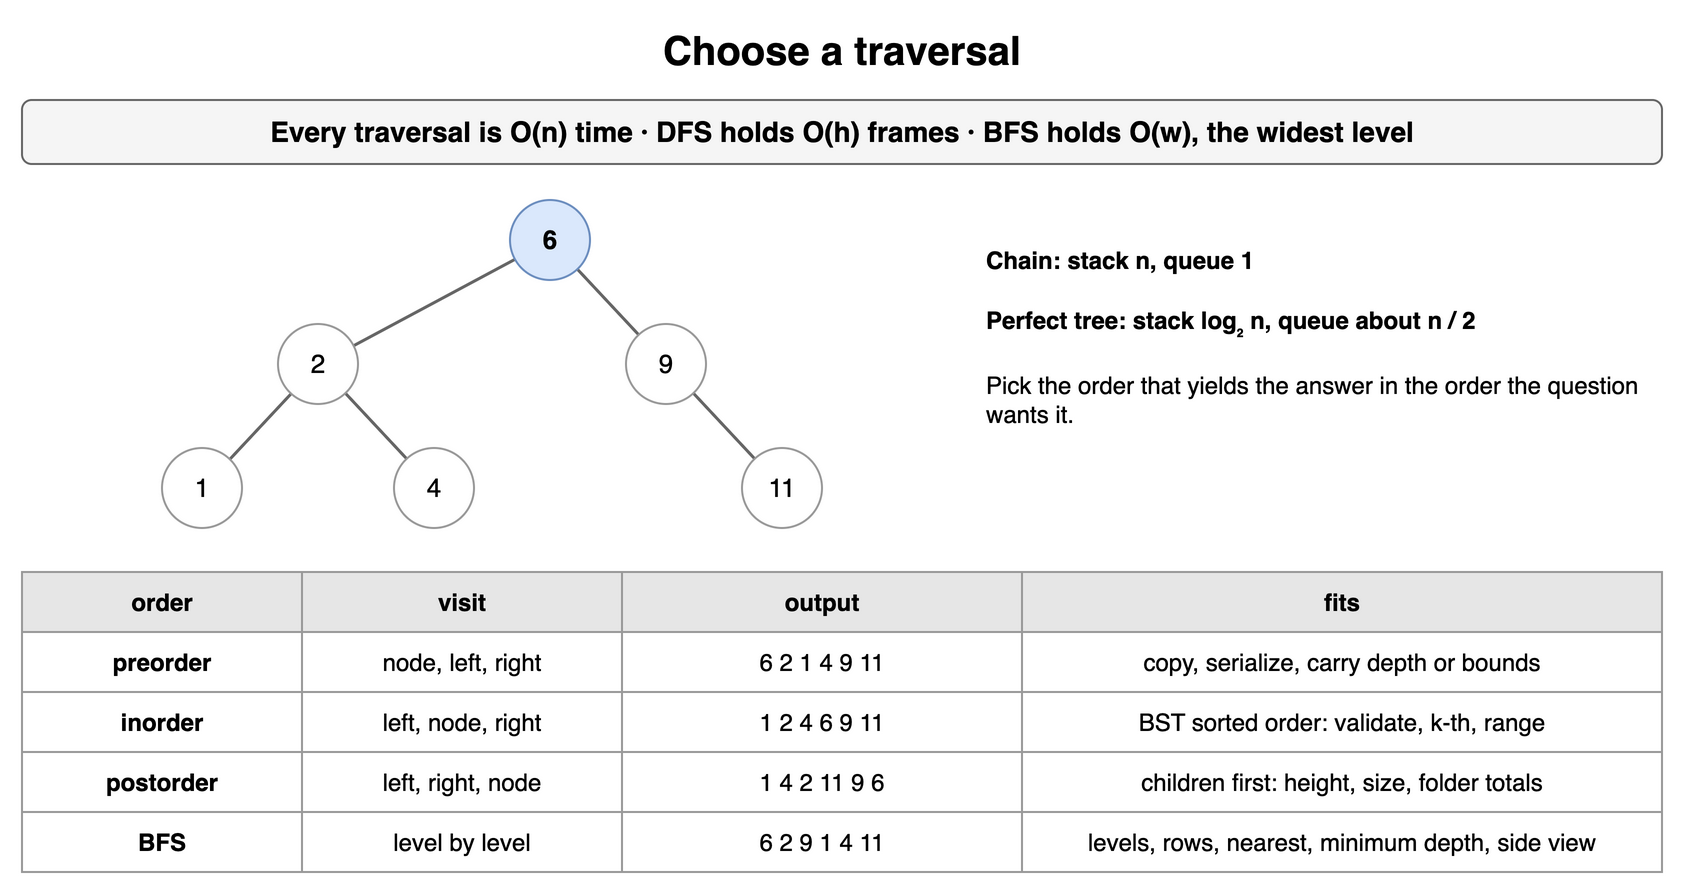 Choose a traversal
Every traversal is O(n) time · DFS holds O(h) frames · BFS holds O(w), the widest level
6
2
9
1
4
11
Chain: stack n, queue 1
Perfect tree: stack log₂ n, queue about n / 2
Pick the order that yields the answer in the order the question
wants it.
order visit output fits
preorder node, left, right 6 2 1 4 9 11 copy, serialize, carry depth or bounds
inorder left, node, right 1 2 4 6 9 11 BST sorted order: validate, k-th, range
postorder left, right, node 1 4 2 11 9 6 children first: height, size, folder totals
BFS level by level 6 2 9 1 4 11 levels, rows, nearest, minimum depth, side view